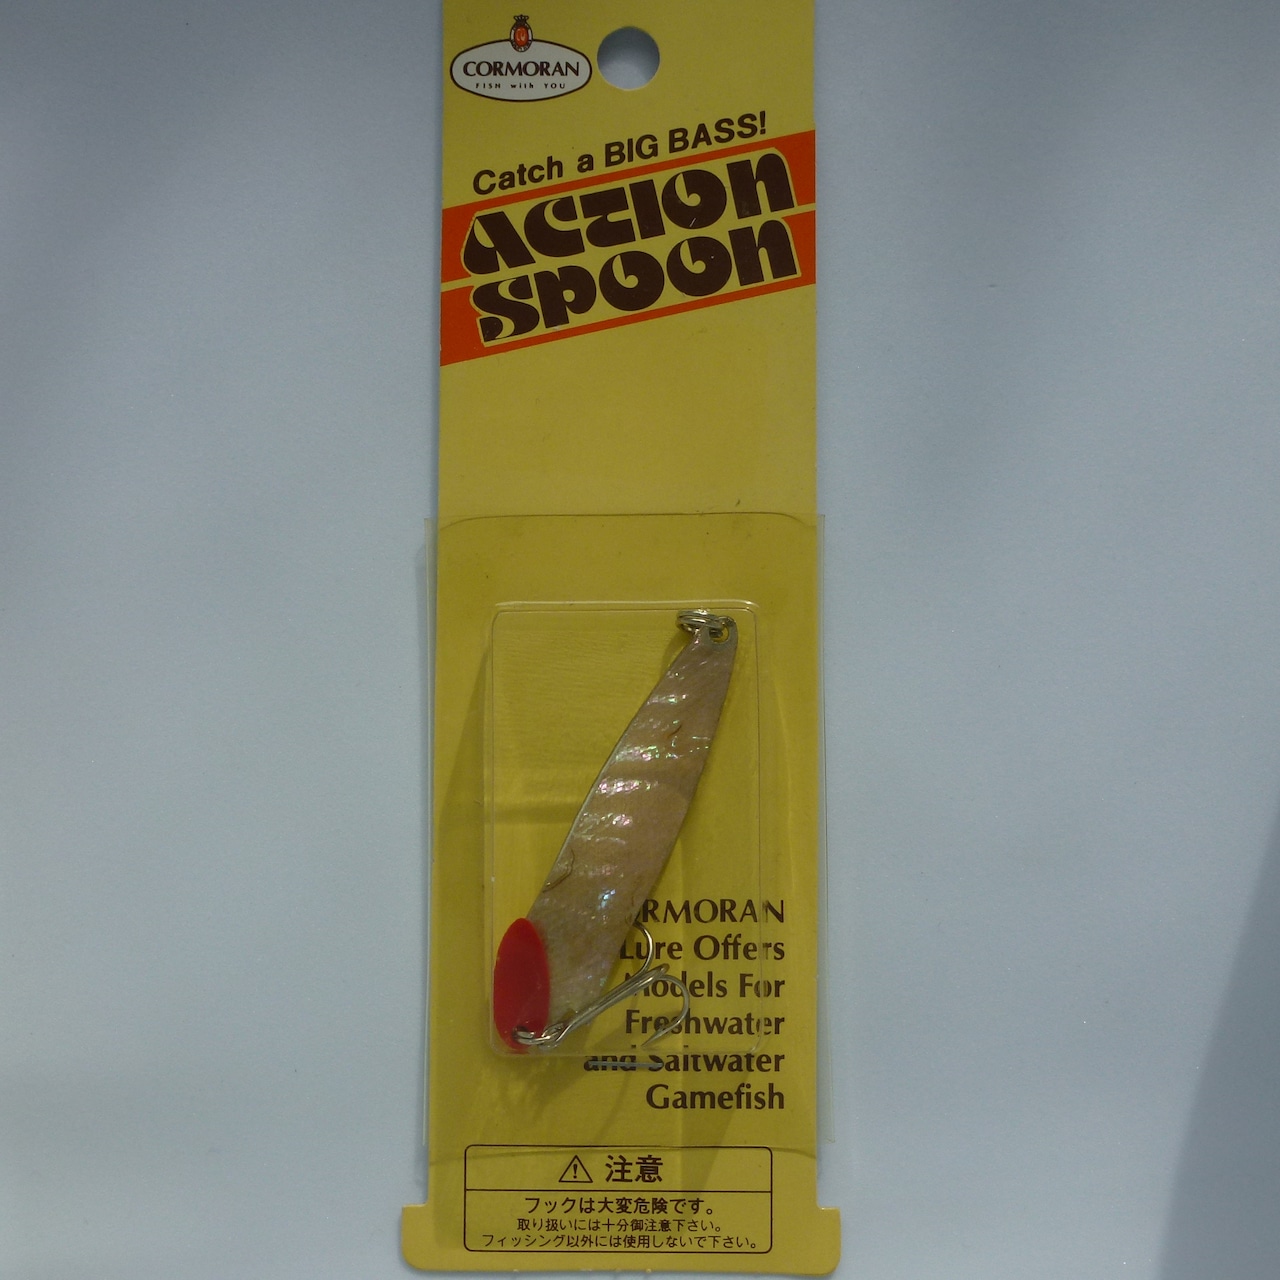 CORMORAN
FISH with YOU
Catch a BIG BASS!
ACTION
SPOON
RMORAN
Lure Offers
Models For
Freshwater
and Saltwater
Gamefish
注意
フックは大変危険です。
取り扱いには十分御注意下さい。
フィッシング以外には使用しないで下さい。